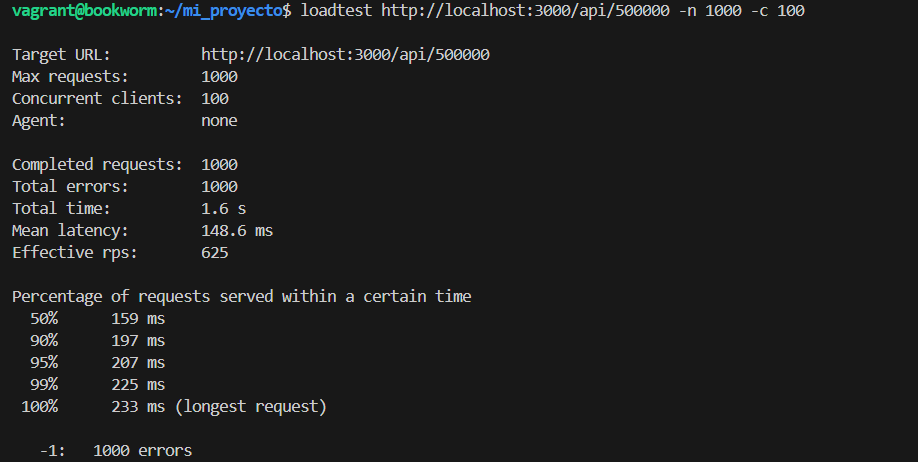 vagrant@bookworm:~/mi_proyecto$ loadtest http://localhost:3000/api/500000 -n 1000 -c 100
Target URL: http://localhost:3000/api/500000
Max requests: 1000
Concurrent clients: 100
Agent: none
Completed requests: 1000
Total errors: 1000
Total time: 1.6 s
Mean latency: 148.6 ms
Effective rps: 625
Percentage of requests served within a certain time
50% 159 ms
90% 197 ms
95% 207 ms
99% 225 ms
100% 233 ms (longest request)
-1: 1000 errors